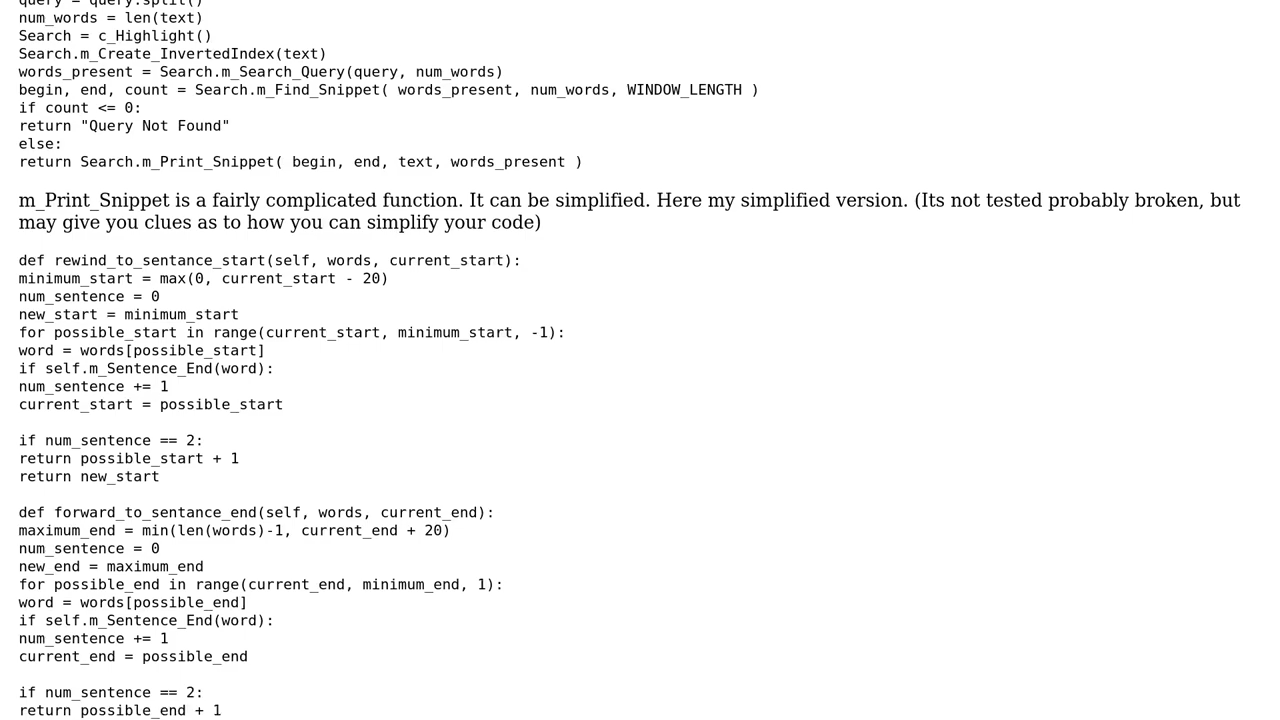 query = query.split()
num_words = len(text)
Search = c_Highlight()
Search.m_Create_InvertedIndex(text)
words_present = Search.m_Search_Query(query, num_words)
begin, end, count = Search.m_Find_Snippet( words_present, num_words, WINDOW_LENGTH )
if count <= 0:
return "Query Not Found"
else:
return Search.m_Print_Snippet( begin, end, text, words_present )
m_Print_Snippet is a fairly complicated function. It can be simplified. Here my simplified version. (Its not tested probably broken, but
may give you clues as to how you can simplify your code)
def rewind_to_sentance_start(self, words, current_start):
minimum_start = max(0, current_start - 20)
num_sentence = 0
new_start = minimum_start
for possible_start in range(current_start, minimum_start, -1):
word = words[possible_start]
if self.m_Sentence_End(word):
num_sentence += 1
current_start = possible_start
if num_sentence == 2:
return possible_start + 1
return new_start
def forward_to_sentance_end(self, words, current_end):
maximum_end = min(len(words)-1, current_end + 20)
num_sentence = 0
new_end = maximum_end
for possible_end in range(current_end, minimum_end, 1):
word = words[possible_end]
if self.m_Sentence_End(word):
num_sentence += 1
current_end = possible_end
if num_sentence == 2:
return possible_end + 1